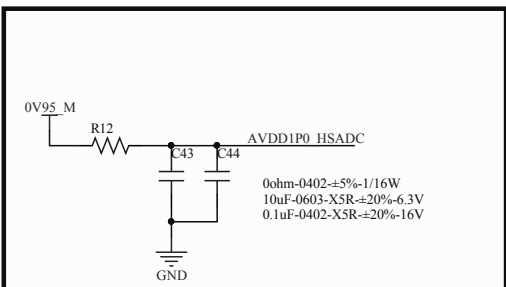 0V95_M
R12
AVDD1P0_HSADC
C43
C44
0ohm-0402-±5%-1/16W
10uF-0603-X5R-±20%-6.3V
0.1uF-0402-X5R-±20%-16V
GND